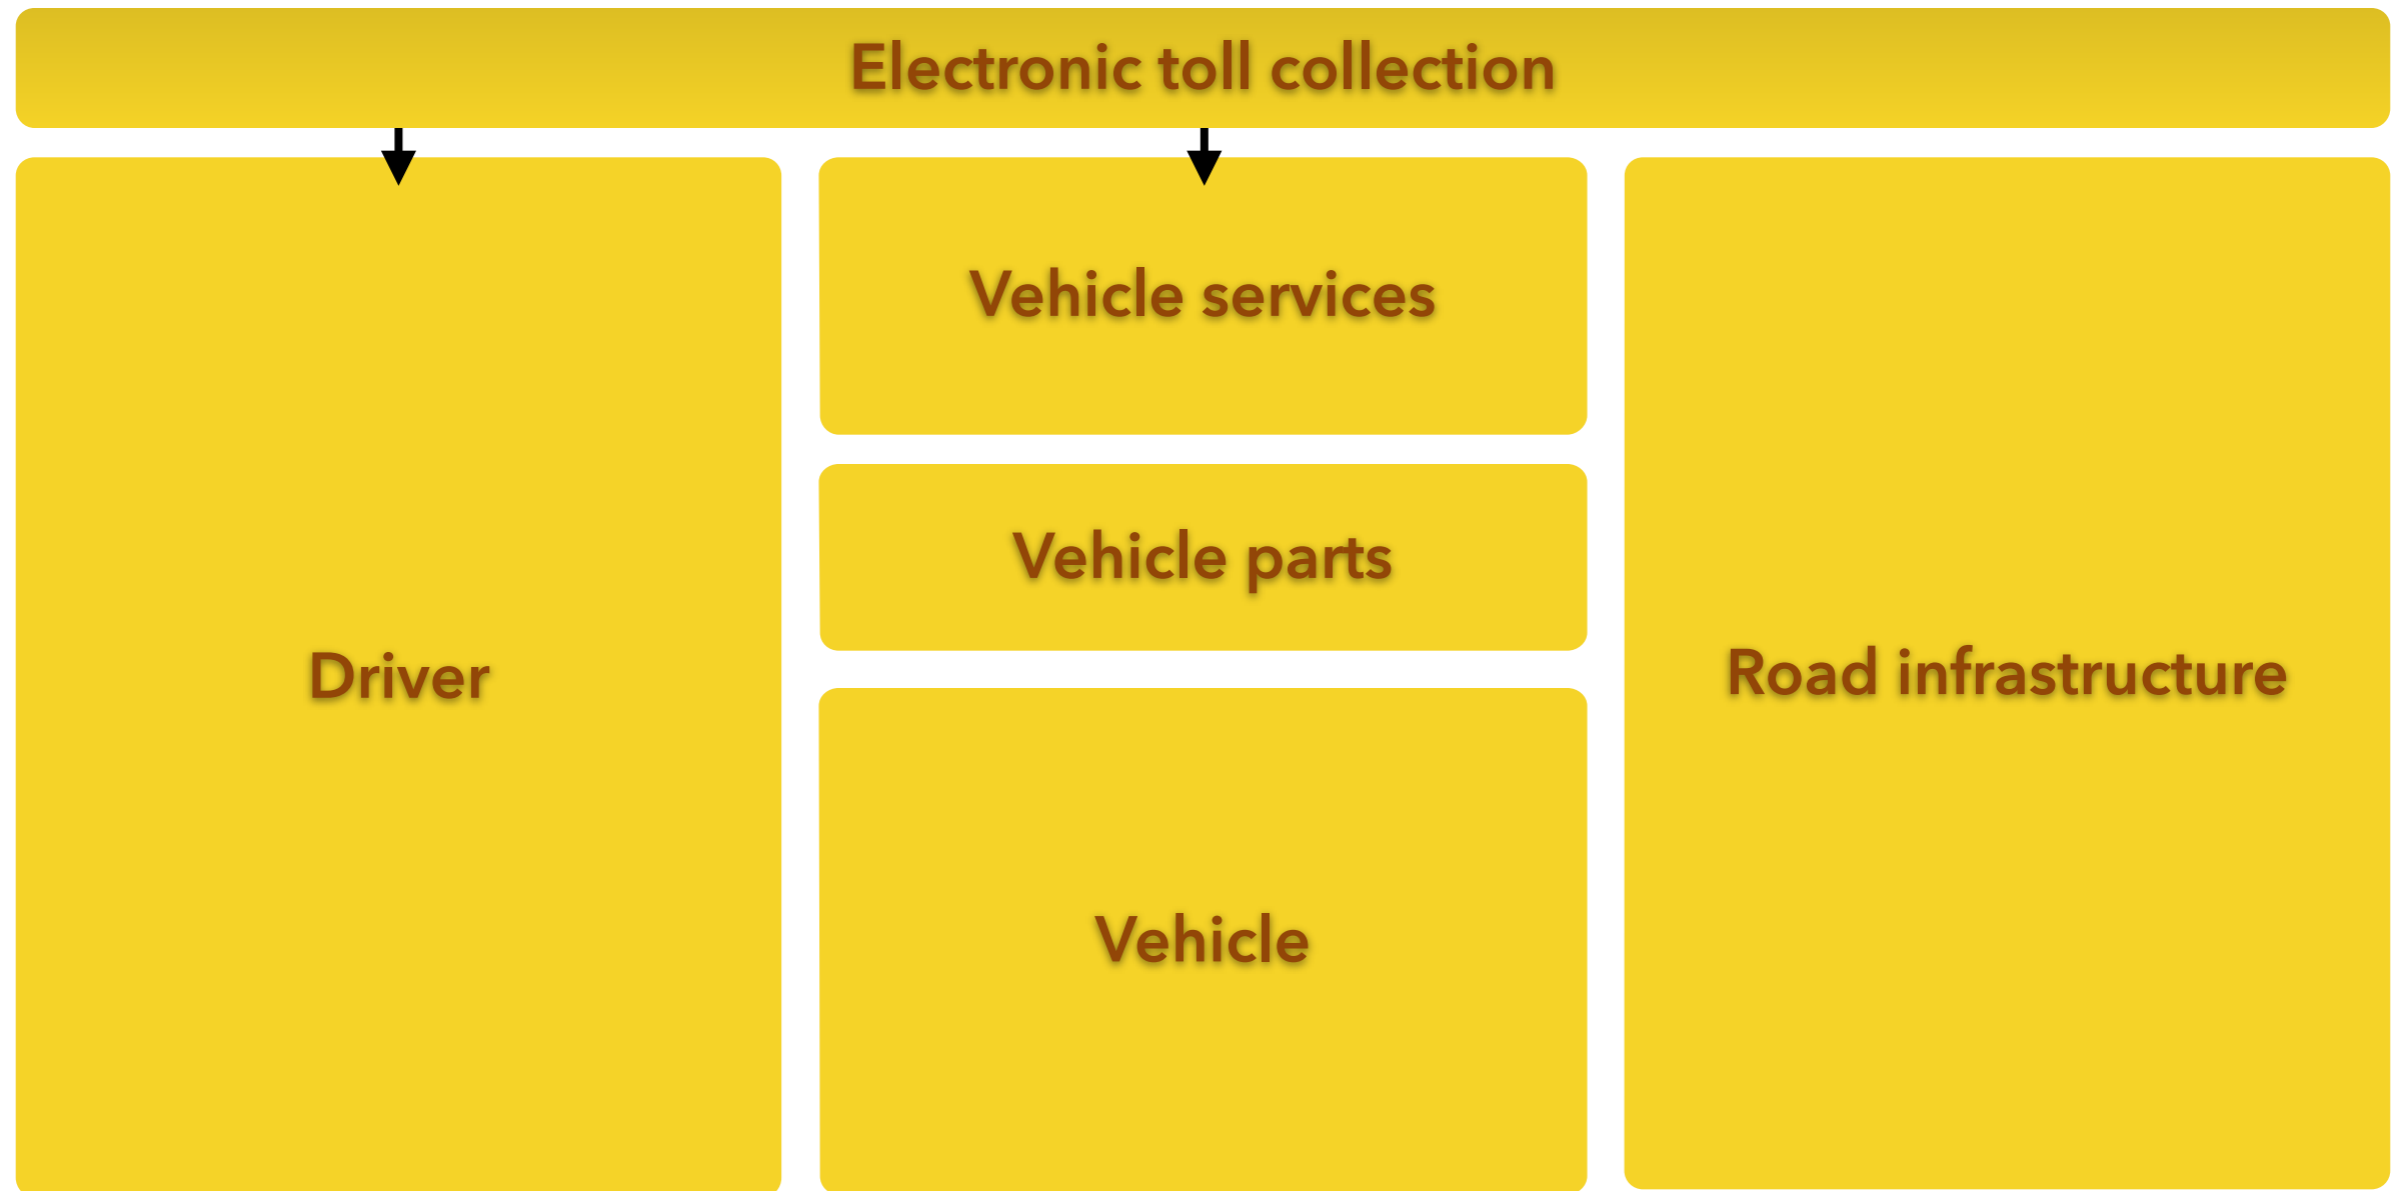 Electronic toll collection
Vehicle services
Vehicle parts
Driver
Road infrastructure
Vehicle